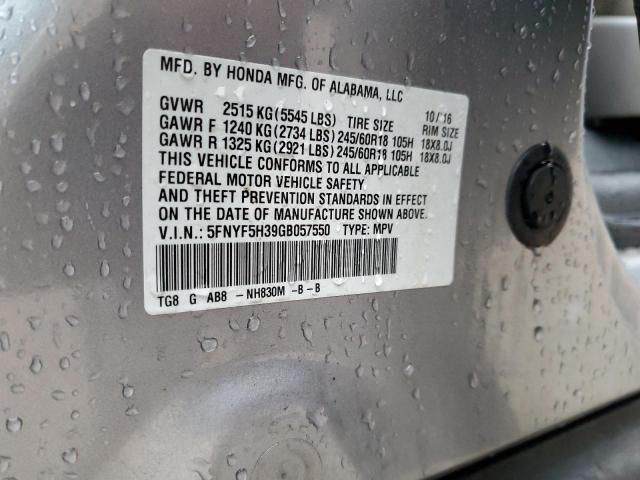 MFD. BY HONDA MFG. OF ALABAMA, LLC
10/16
GVWR 2515 KG (5545 LBS) TIRE SIZE RIM SIZE
GAWR F 1240 KG (2734 LBS) 245/60R18 105H 18X8.0J
GAWR R 1325 KG (2921 LBS) 245/60R18 105H 18X8.0J
THIS VEHICLE CONFORMS TO ALL APPLICABLE
FEDERAL MOTOR VEHICLE SAFETY
AND THEFT PREVENTION STANDARDS IN EFFECT
ON THE DATE OF MANUFACTURE SHOWN ABOVE.
V.I.N.: 5FNYF5H39GB057550 TYPE: MPV
TG8 G AB8 - NH830M - B - B